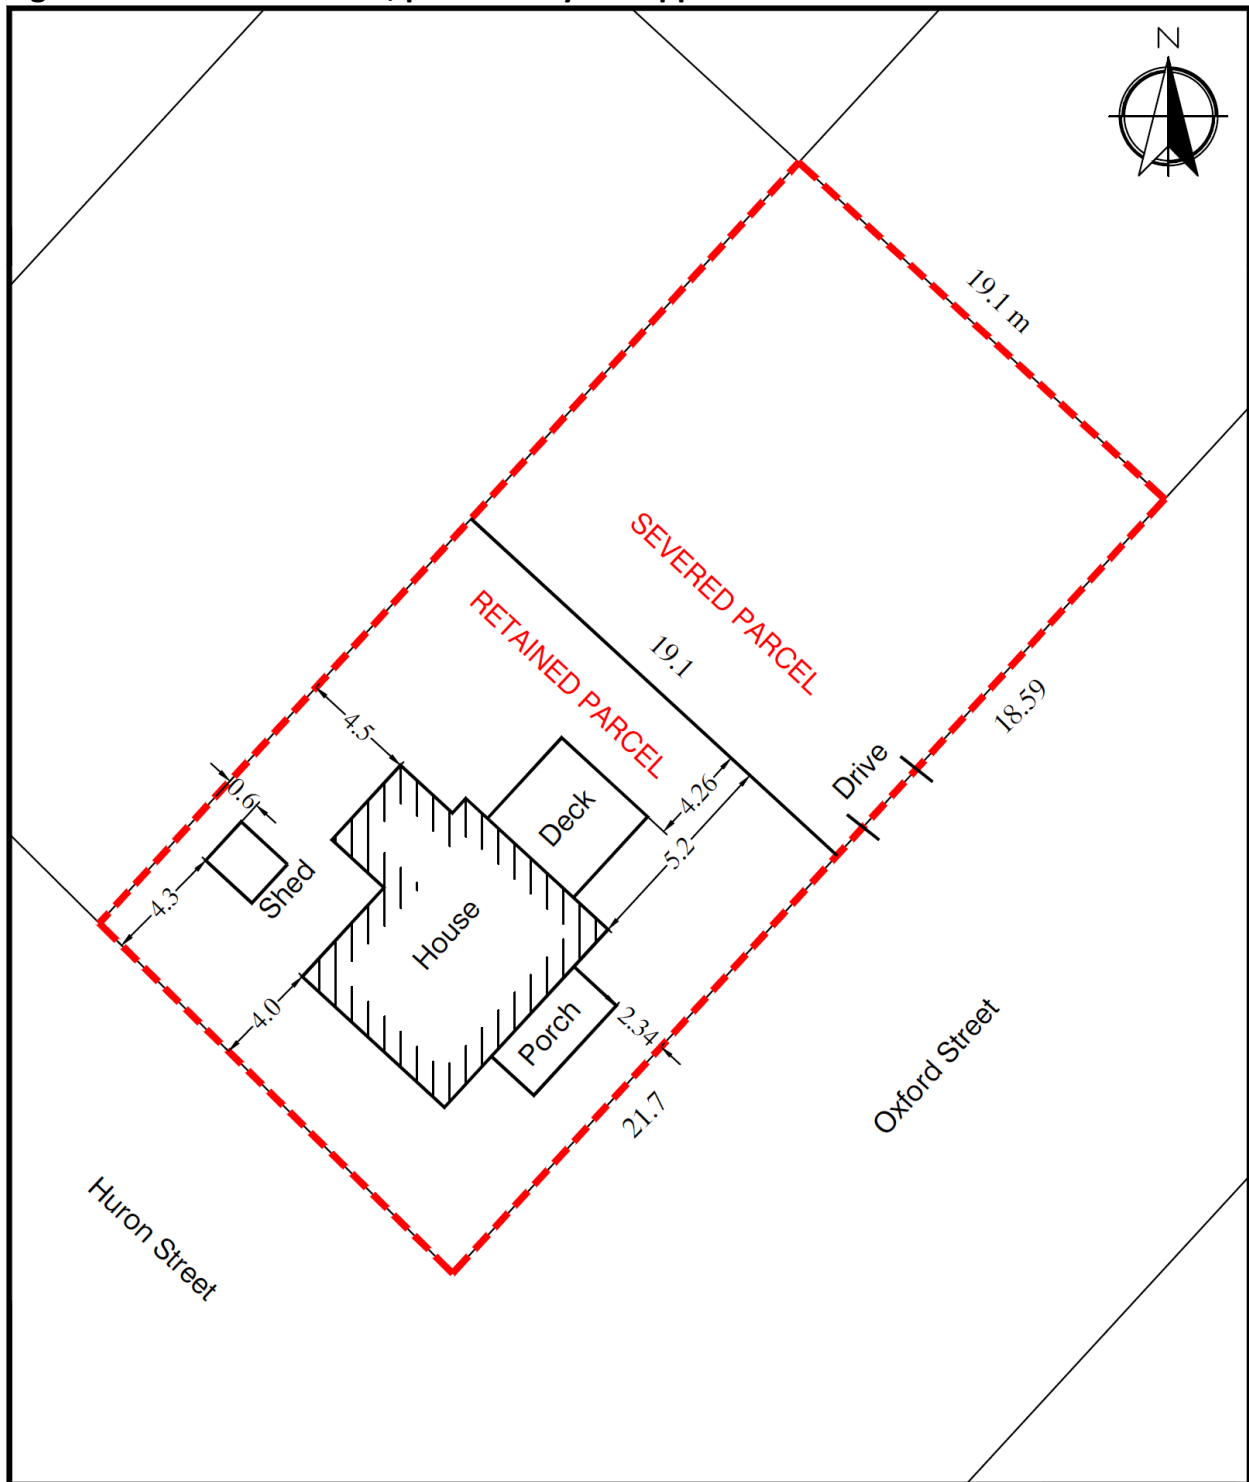 N
19.1 m
SEVERED PARCEL
19.1
RETAINED PARCEL
18.59
4.5
Drive
4.26
Deck
5.2
0.6
Shed
4.3
House
4.0
Porch
2.34
21.7
Oxford Street
Huron Street